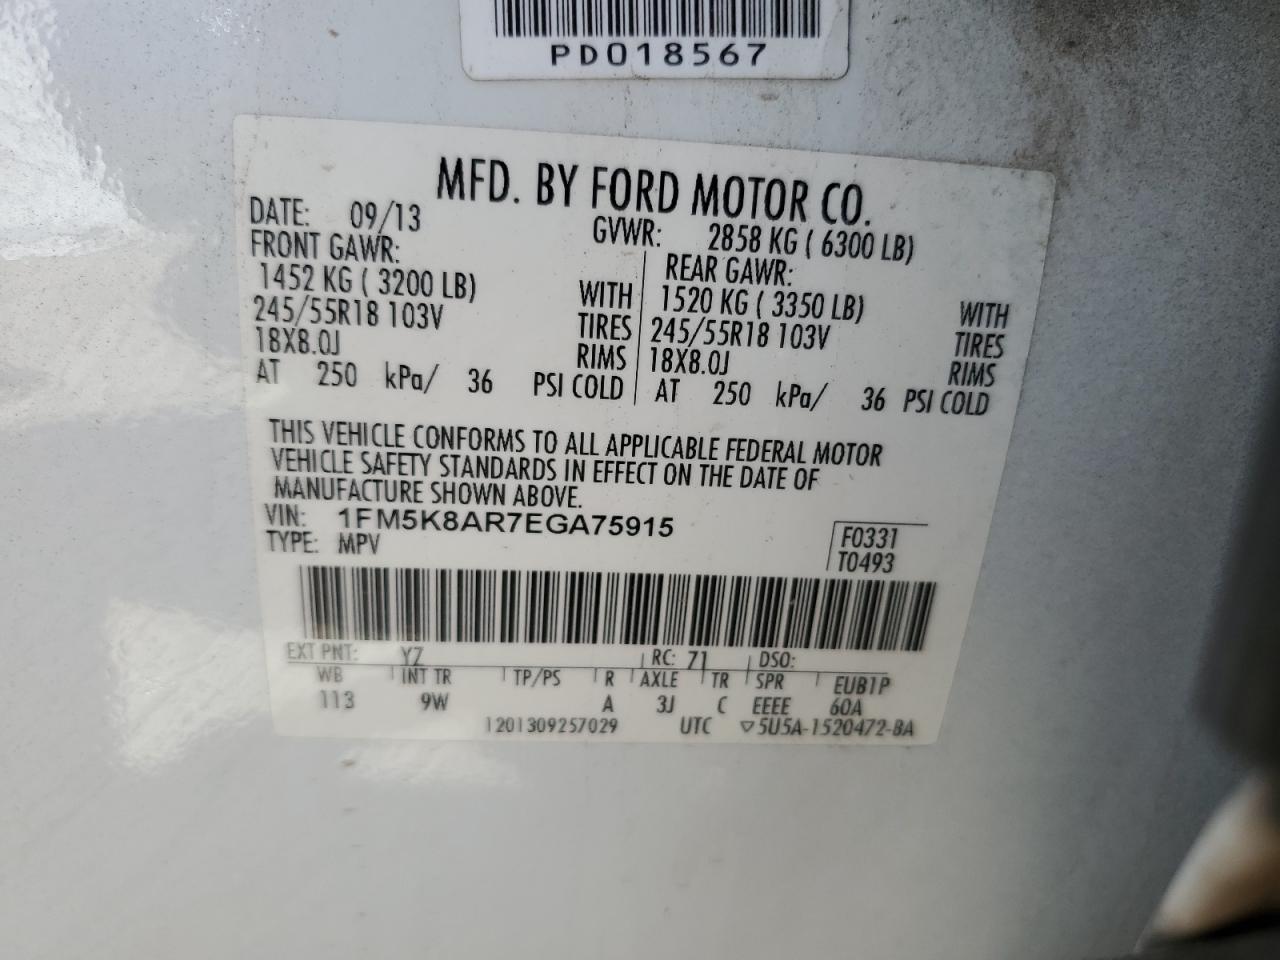 PD018567
MFD. BY FORD MOTOR CO.
DATE: 09/13 GVWR: 2858 KG ( 6300 LB)
FRONT GAWR: REAR GAWR:
1452 KG ( 3200 LB) WITH 1520 KG ( 3350 LB) WITH
245/55R18 103V TIRES 245/55R18 103V TIRES
18X8.0J RIMS 18X8.0J RIMS
AT 250 kPa/ 36 PSI COLD AT 250 kPa/ 36 PSI COLD
THIS VEHICLE CONFORMS TO ALL APPLICABLE FEDERAL MOTOR
VEHICLE SAFETY STANDARDS IN EFFECT ON THE DATE OF
MANUFACTURE SHOWN ABOVE.
VIN: 1FM5K8AR7EGA75915 F0331
TYPE: MPV T0493
EXT PNT: YZ RC: 71 DSO:
WB INT TR TP/PS R AXLE TR SPR EUB1P
113 9W A 3J C EEEE 60A
1201309257029 UTC ▽5U5A-1520472-BA